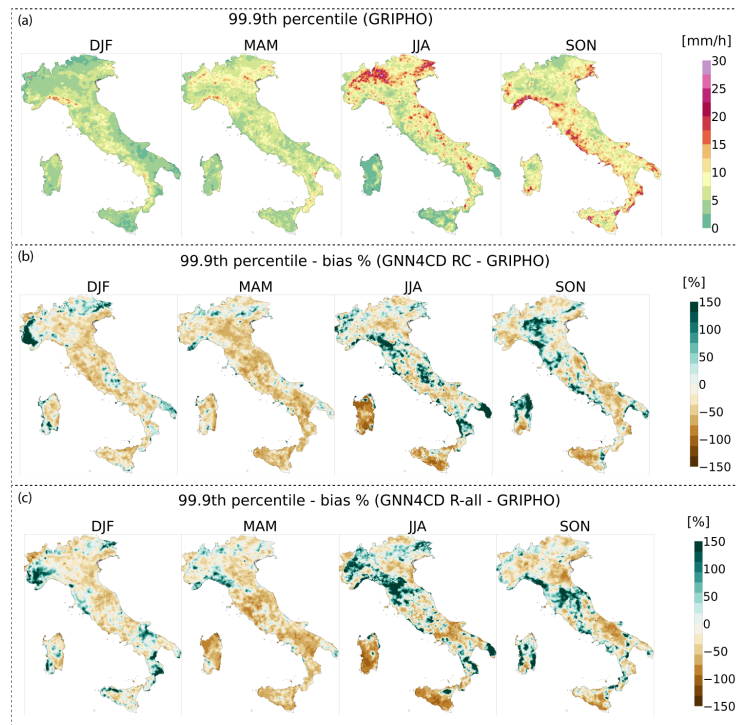 (a)
99.9th percentile (GRIPHO)
DJF MAM JJA SON
[mm/h]
30
25
20
15
12
10
5
2
0
(b)
99.9th percentile - bias % (GNN4CD RC - GRIPHO)
DJF MAM JJA SON
[%]
150
100
50
0
−50
−100
−150
(c)
99.9th percentile - bias % (GNN4CD R-all - GRIPHO)
DJF MAM JJA SON
[%]
150
100
50
0
−50
−100
−150